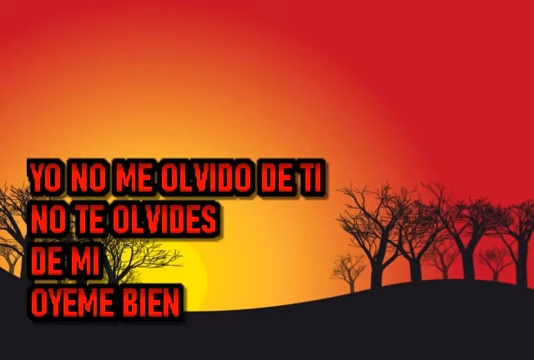 YO NO ME OLVIDO DE TI
NO TE OLVIDES
DE MI
OYEME BIEN